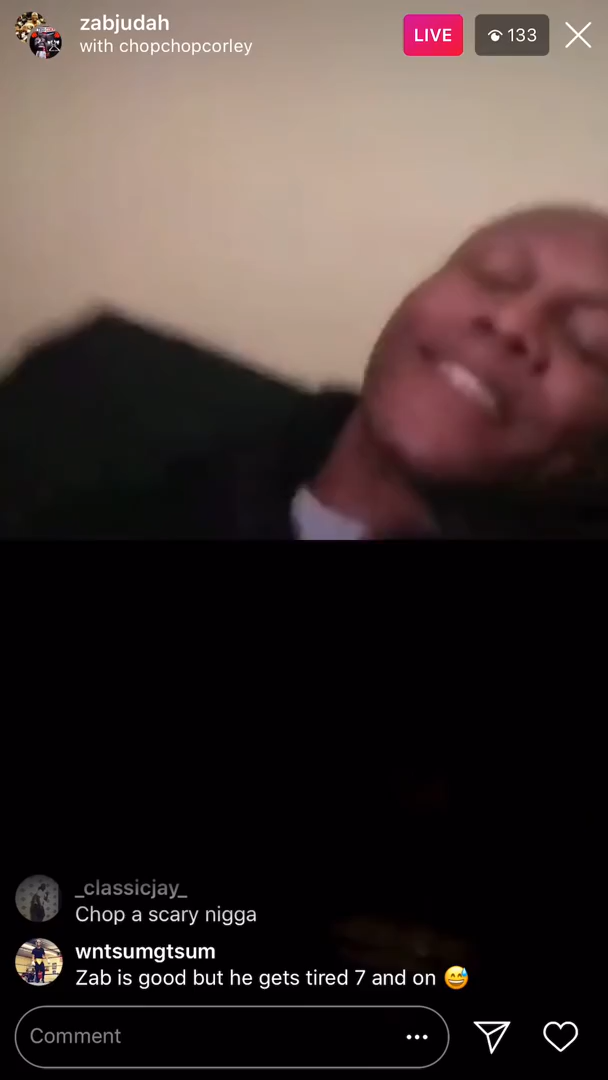 zabjudah
with chopchopcorley
LIVE
133
_classicjay_
Chop a scary nigga
wntsumgtsum
Zab is good but he gets tired 7 and on 😅
Comment